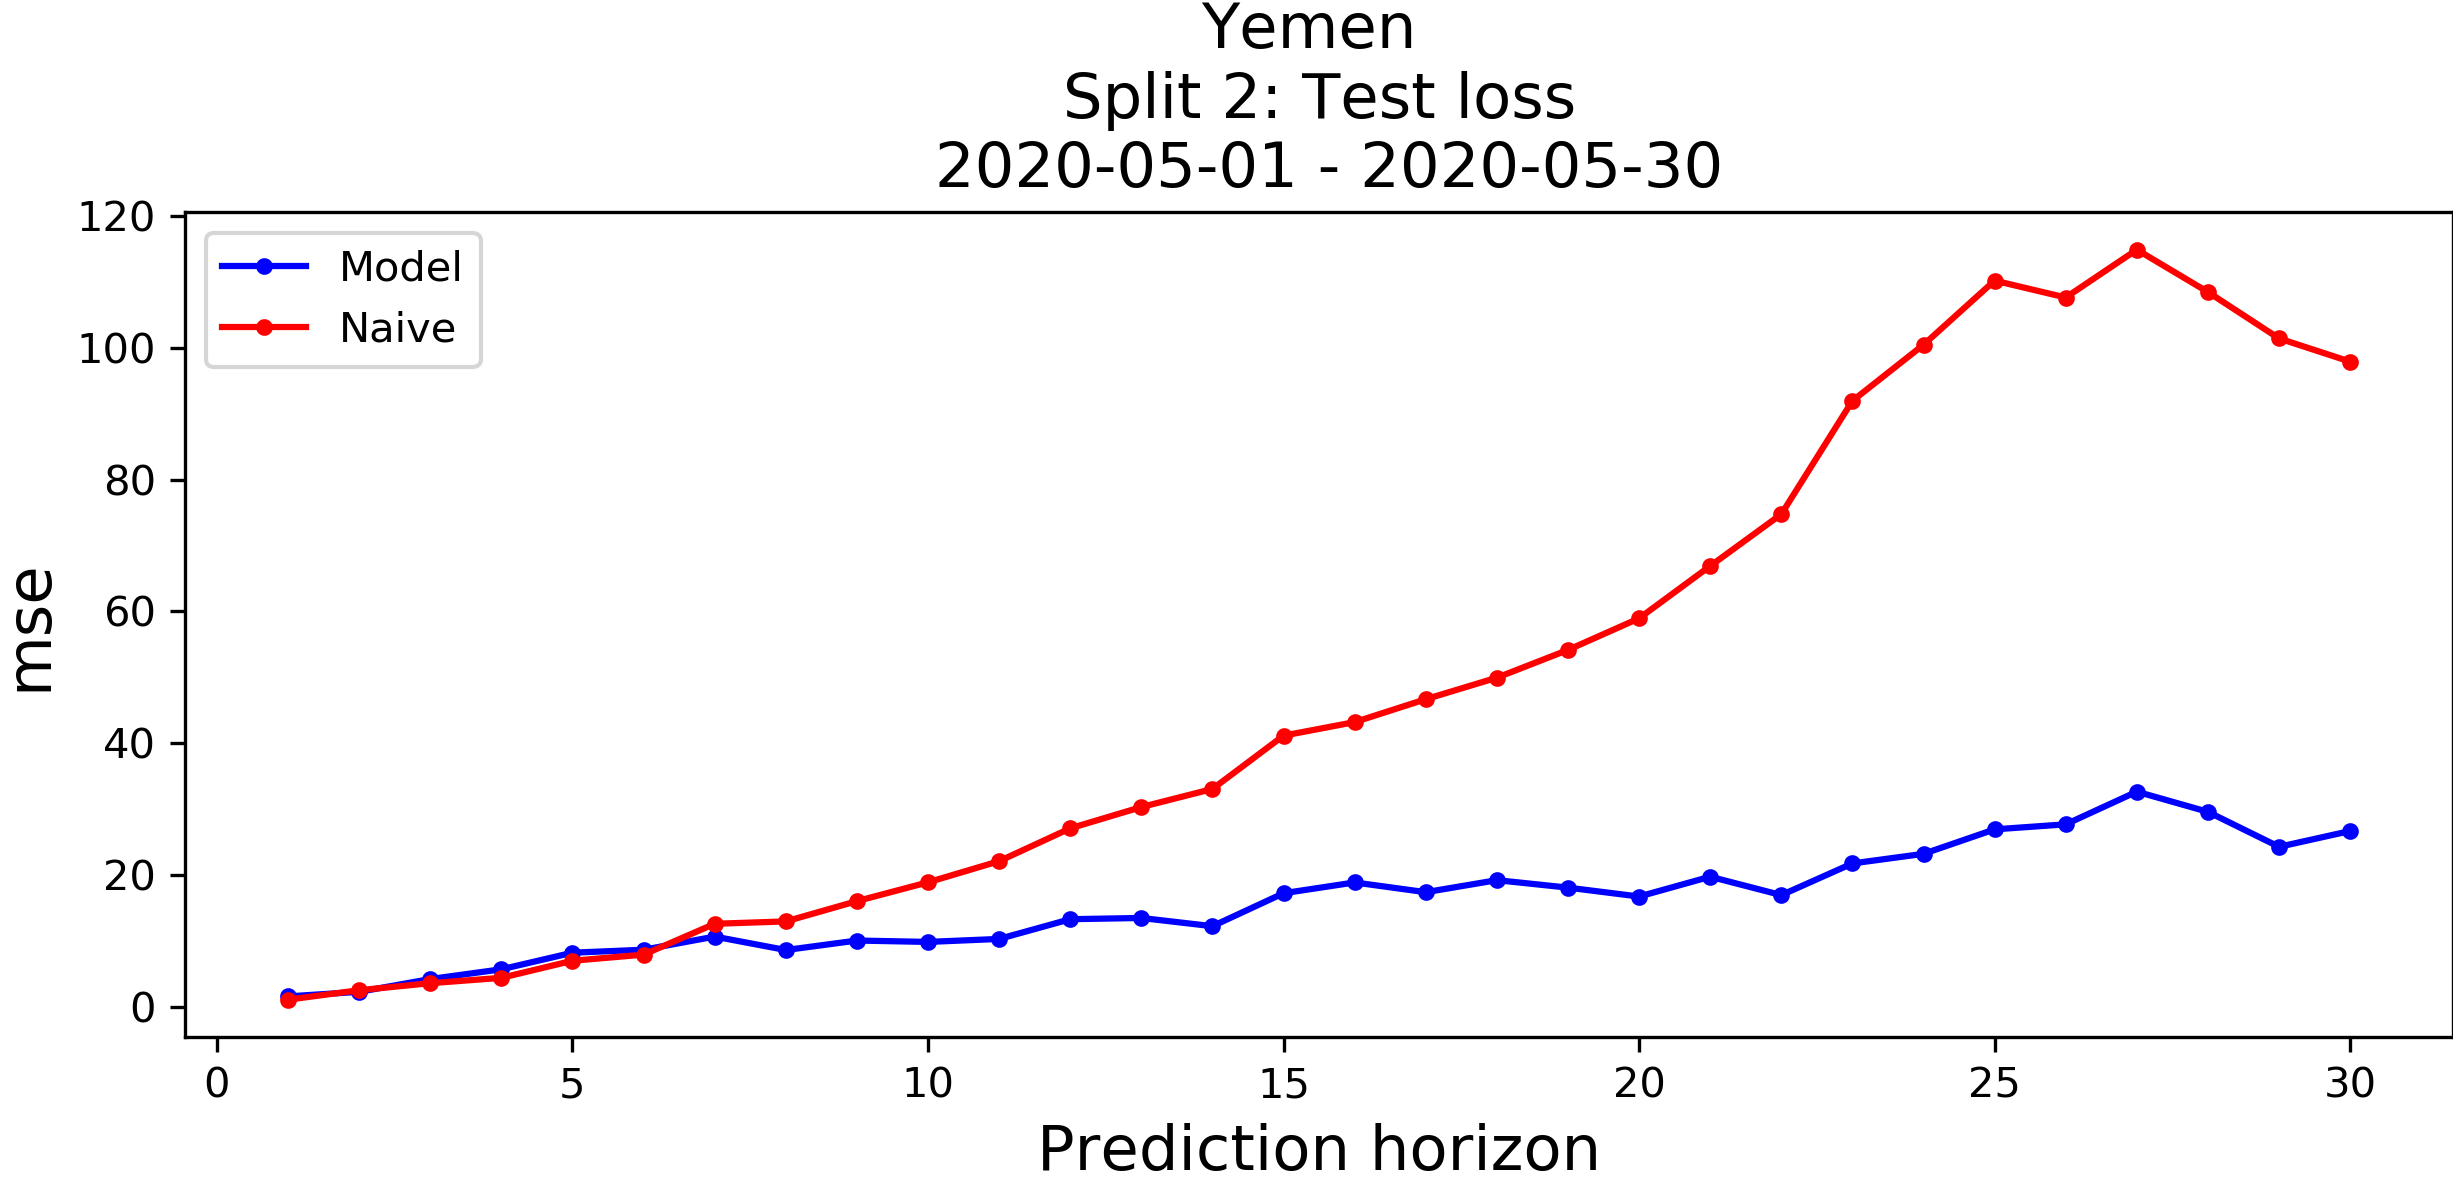 Yemen
Split 2: Test loss
2020-05-01 - 2020-05-30
120
100
80
60
40
20
0
mse
Model
Naive
0 5 10 15 20 25 30
Prediction horizon